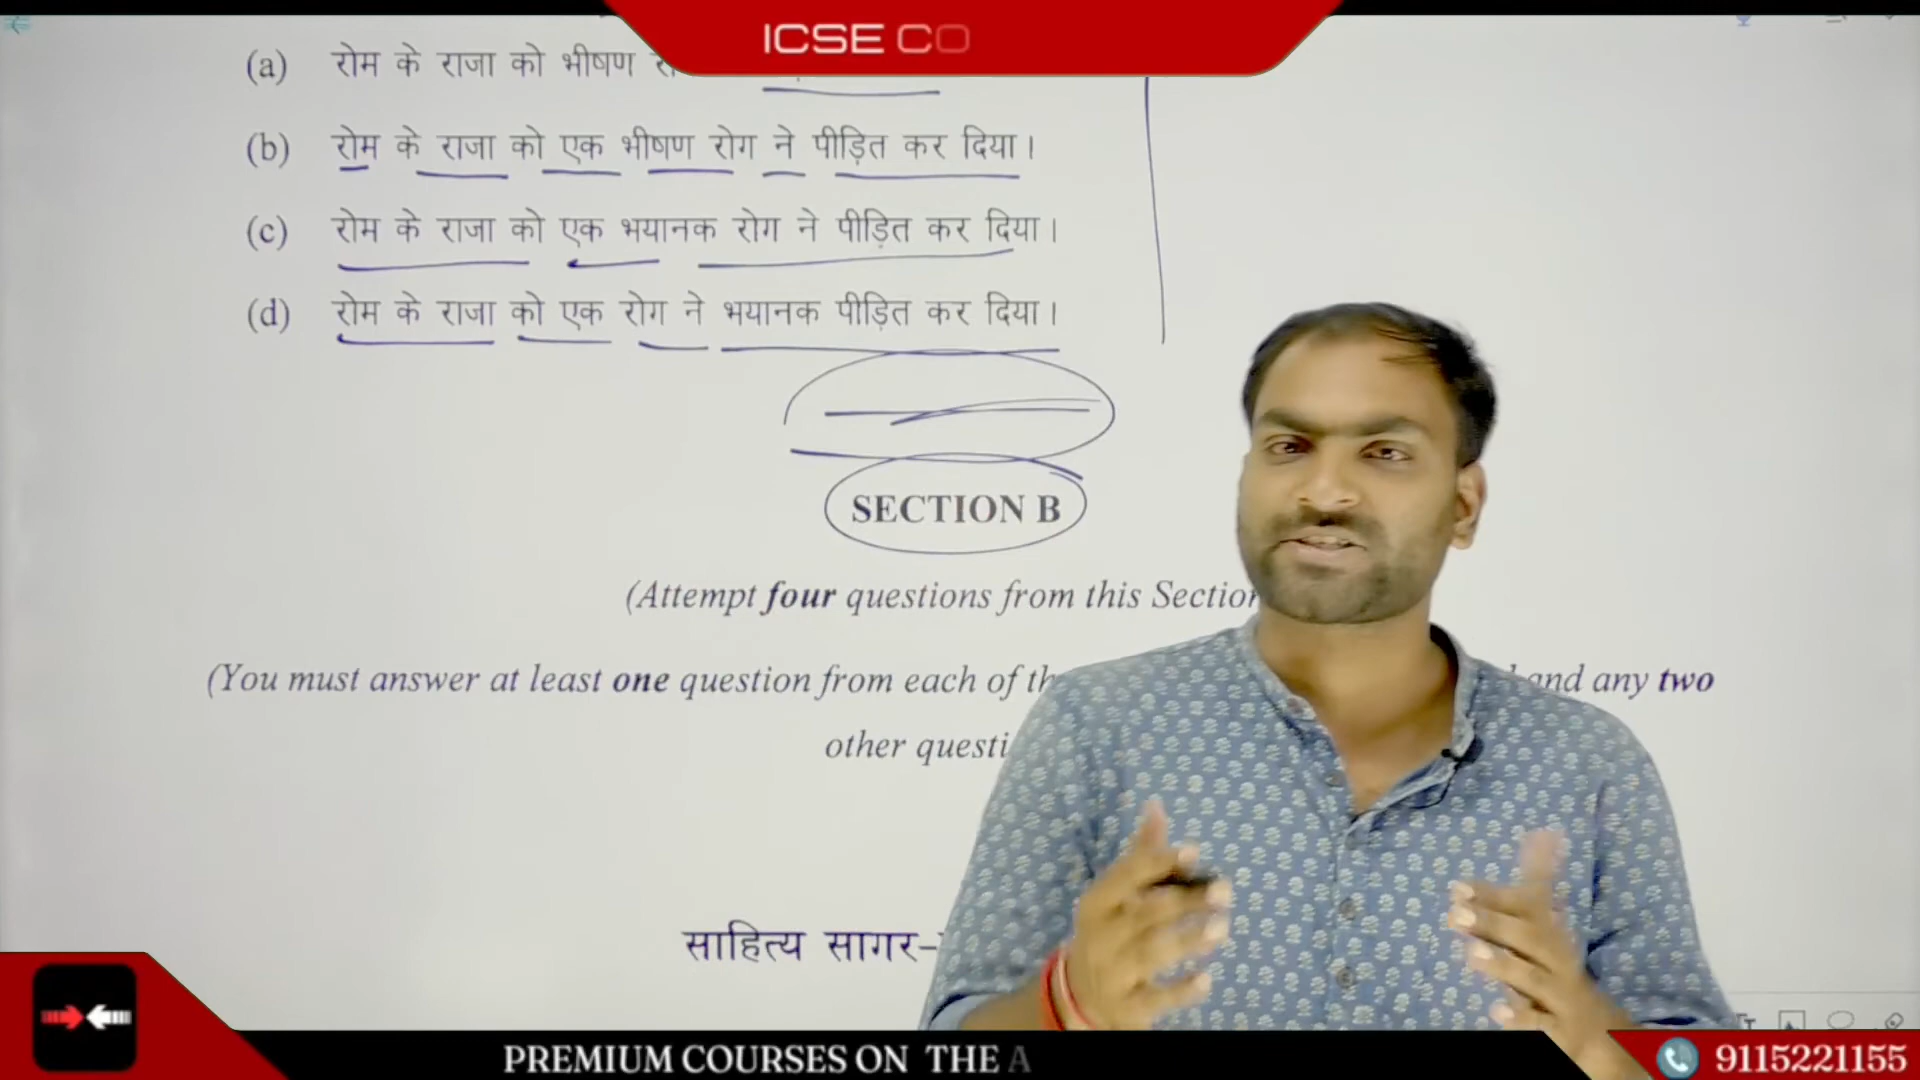 ICSE CO
(a) रोम के राजा को भीषण
(b) रोम के राजा को एक भीषण रोग ने पीड़ित कर दिया।
(c) रोम के राजा को एक भयानक रोग ने पीड़ित कर दिया।
(d) रोम के राजा को एक रोग ने भयानक पीड़ित कर दिया।
SECTION B
(Attempt four questions from this Section
(You must answer at least one question from each of and any two
other questi
साहित्य सागर–
PREMIUM COURSES ON THE A
9115221155